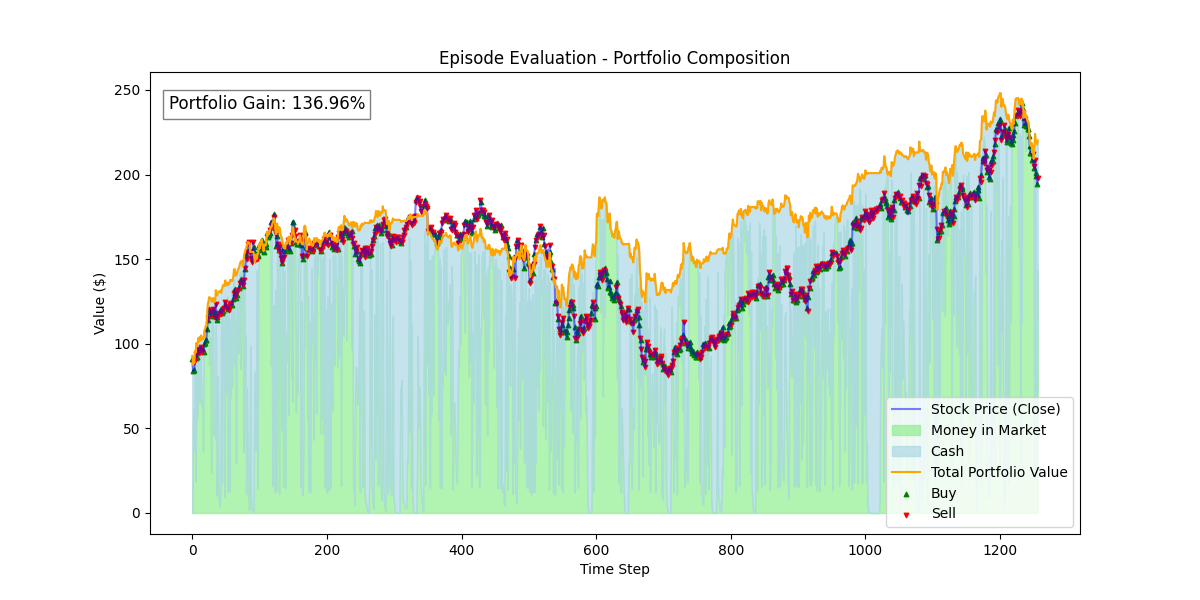 Episode Evaluation - Portfolio Composition
Portfolio Gain: 136.96%
Value ($)
250
200
150
100
50
0
Stock Price (Close)
Money in Market
Cash
Total Portfolio Value
Buy
Sell
0 200 400 600 800 1000 1200
Time Step